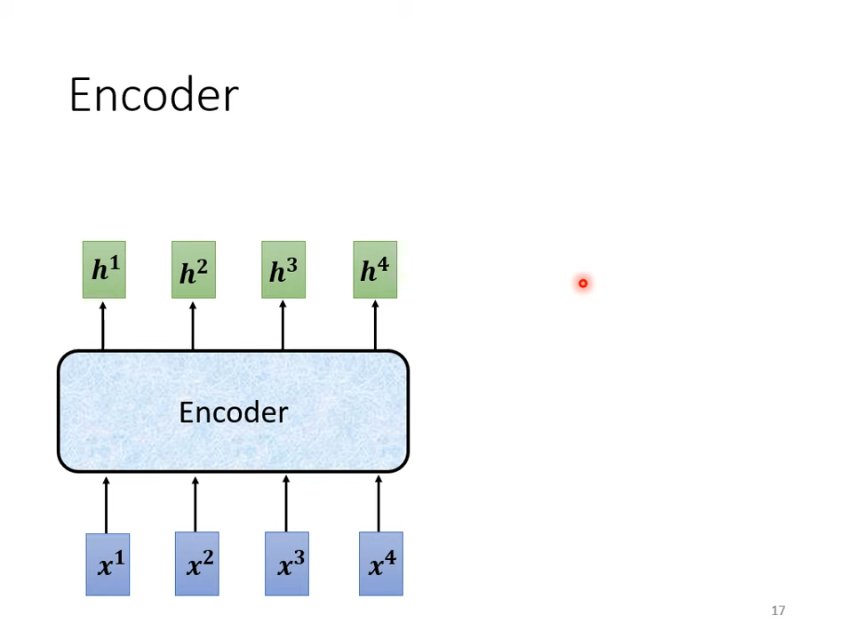 Encoder
h¹ h² h³ h⁴
Encoder
x¹ x² x³ x⁴
17